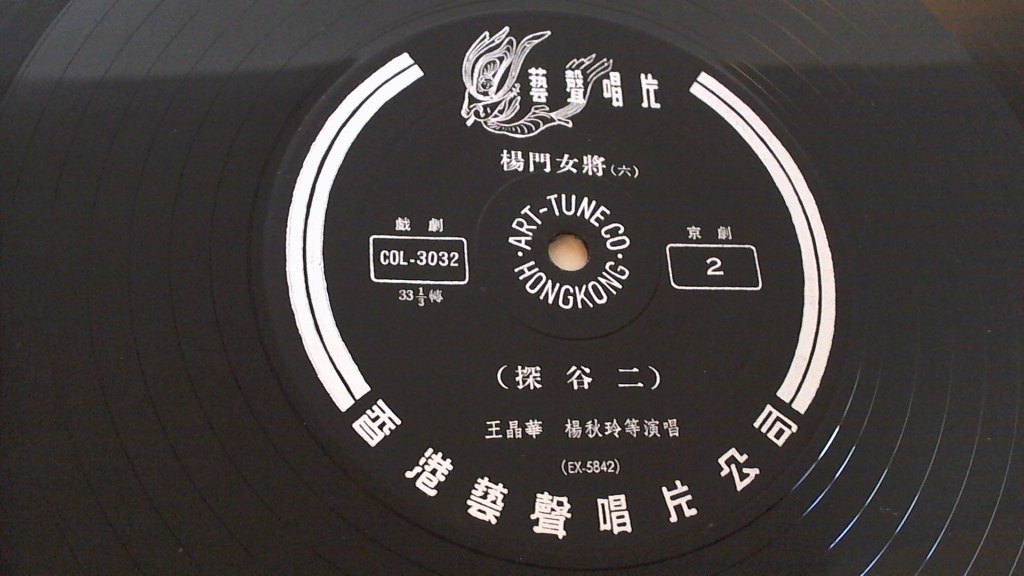 藝聲唱片
楊門女將(六)
戲劇
COL-3032
33⅓轉
ART-TUNE CO
HONGKONG
京劇
2
(探谷二)
王晶華 楊秋玲等演唱
(EX-5842)
香港藝聲唱片公司